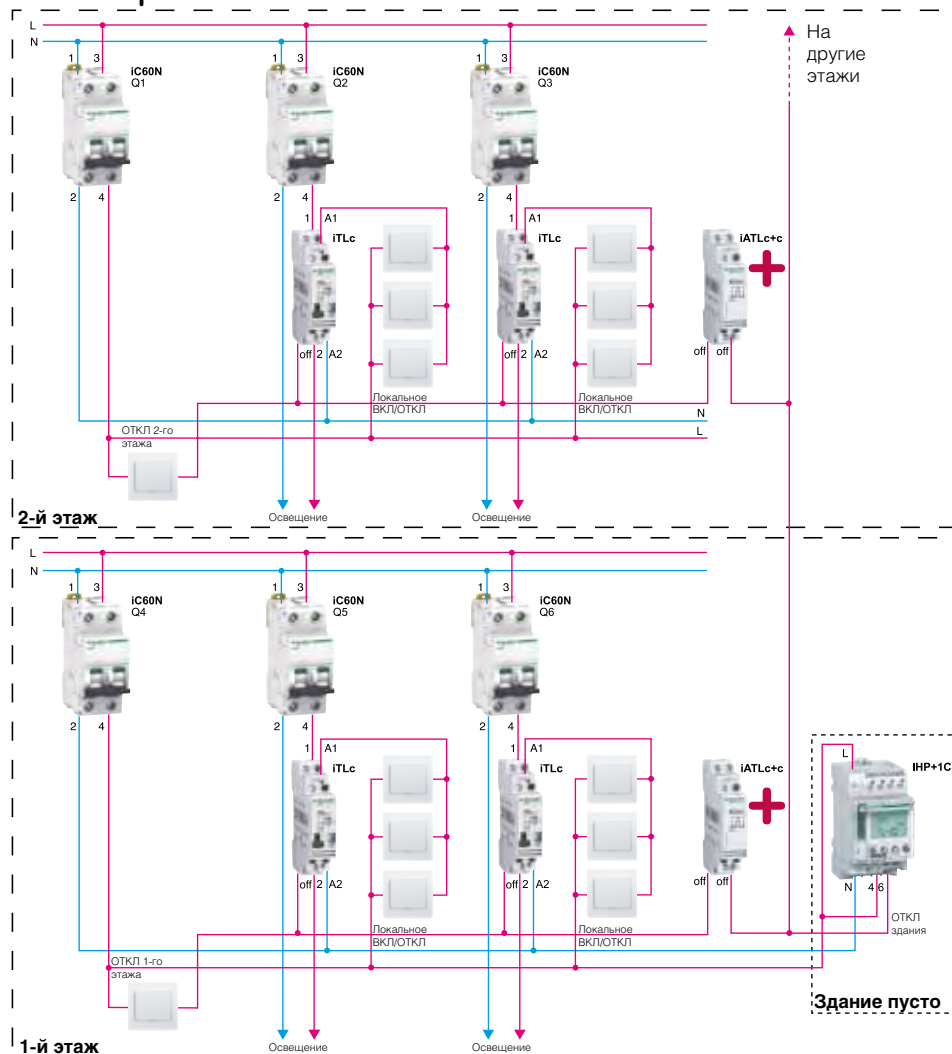 L
N
1 3
iC60N
Q1
1 3
iC60N
Q2
1 3
iC60N
Q3
На
другие
этажи
2 4
2 4
2 4
1 A1
iTLc
1 A1
iTLc
iATLc+c
off 2 A2
off 2 A2
off off
Локальное
ВКЛ/ОТКЛ
Локальное
ВКЛ/ОТКЛ
N
L
ОТКЛ 2-го
этажа
Освещение
Освещение
2-й этаж
L
N
1 3
iC60N
Q4
1 3
iC60N
Q5
1 3
iC60N
Q6
2 4
2 4
2 4
1 A1
iTLc
1 A1
iTLc
iATLc+c
L
IHP+1C
off 2 A2
off 2 A2
off off
N 4 6
Локальное
ВКЛ/ОТКЛ
Локальное
ВКЛ/ОТКЛ
ОТКЛ
здания
ОТКЛ 1-го
этажа
Здание пусто
Освещение
Освещение
1-й этаж